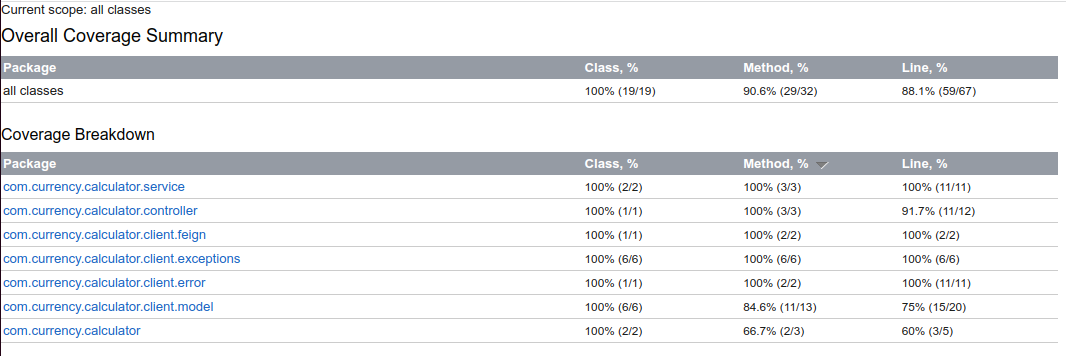 Current scope: all classes
Overall Coverage Summary
Package Class, % Method, % Line, %
all classes 100% (19/19) 90.6% (29/32) 88.1% (59/67)
Coverage Breakdown
Package Class, % Method, % Line, %
com.currency.calculator.service 100% (2/2) 100% (3/3) 100% (11/11)
com.currency.calculator.controller 100% (1/1) 100% (3/3) 91.7% (11/12)
com.currency.calculator.client.feign 100% (1/1) 100% (2/2) 100% (2/2)
com.currency.calculator.client.exceptions 100% (6/6) 100% (6/6) 100% (6/6)
com.currency.calculator.client.error 100% (1/1) 100% (2/2) 100% (11/11)
com.currency.calculator.client.model 100% (6/6) 84.6% (11/13) 75% (15/20)
com.currency.calculator 100% (2/2) 66.7% (2/3) 60% (3/5)